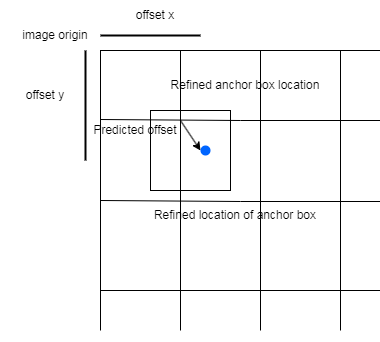 offset x
image origin
Refined anchor box location
offset y
Predicted offset
Refined location of anchor box